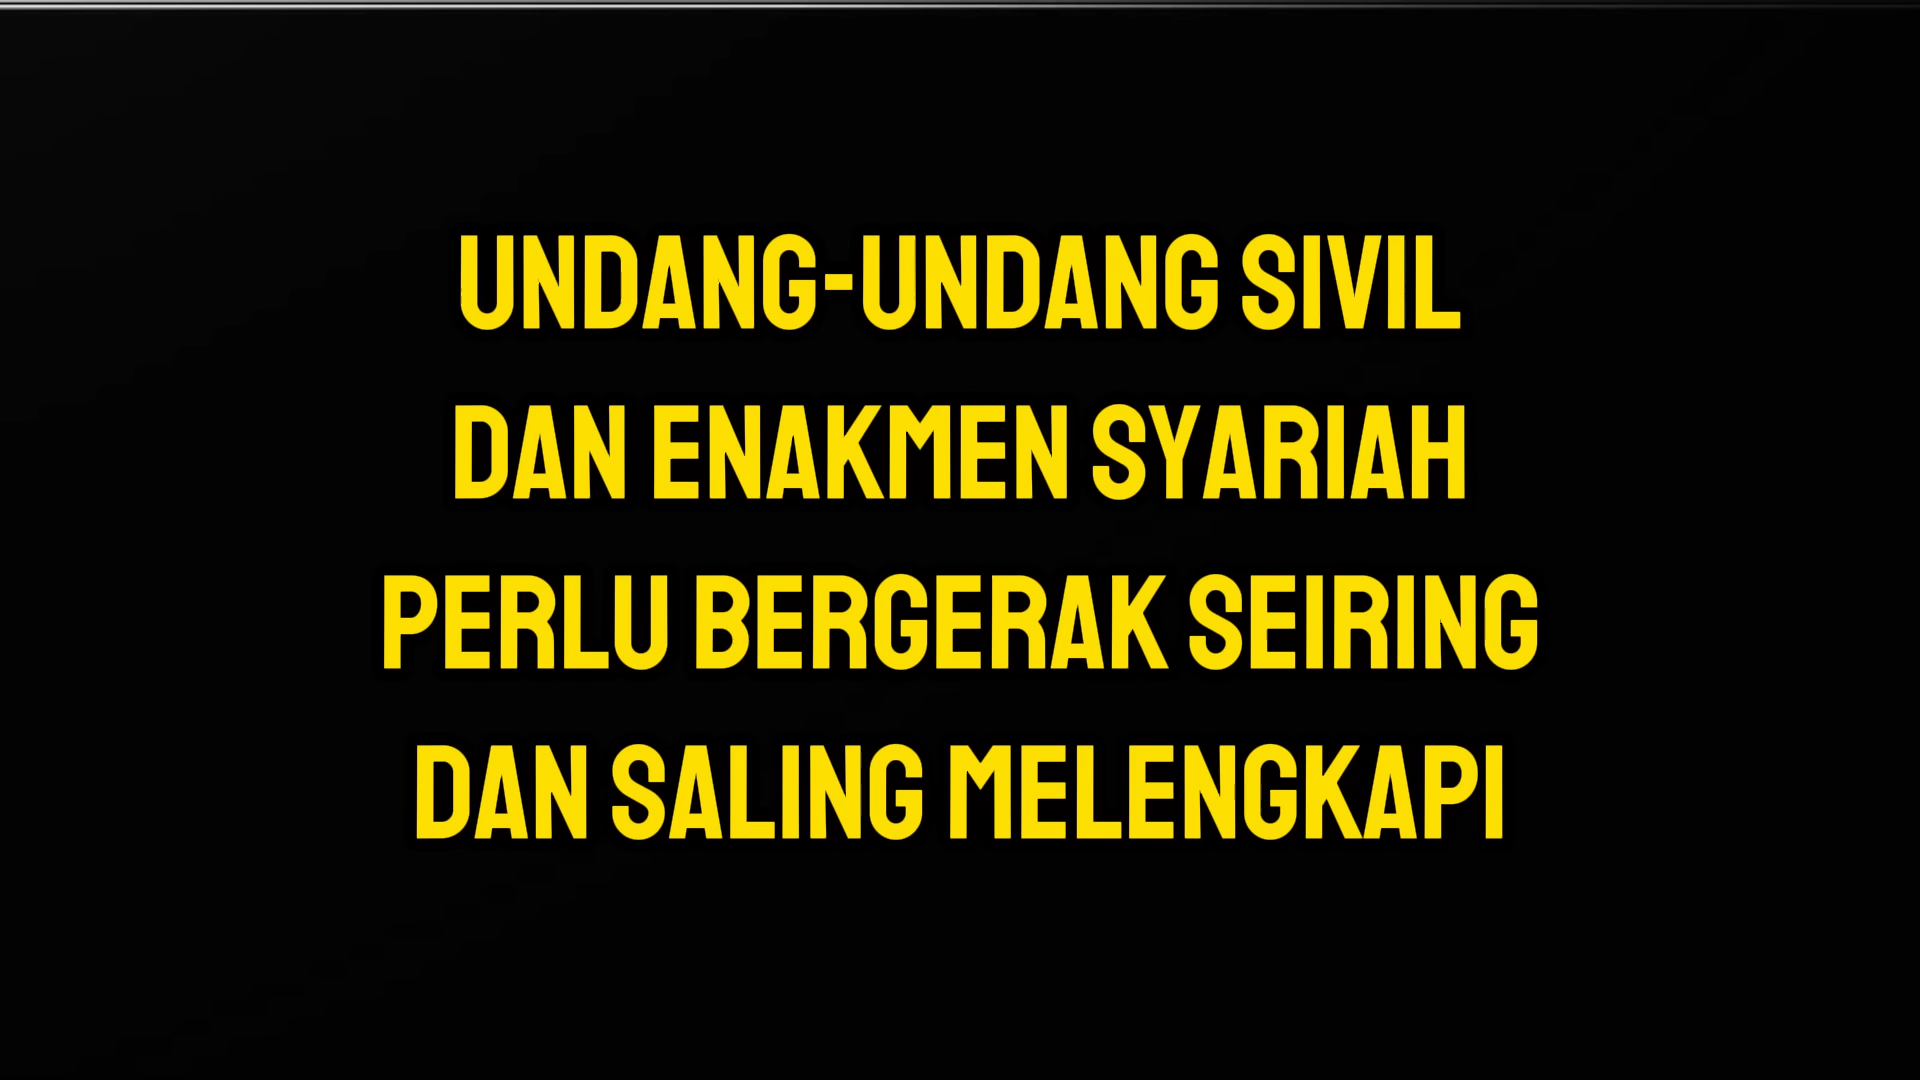 UNDANG-UNDANG SIVIL
DAN ENAKMEN SYARIAH
PERLU BERGERAK SEIRING
DAN SALING MELENGKAPI